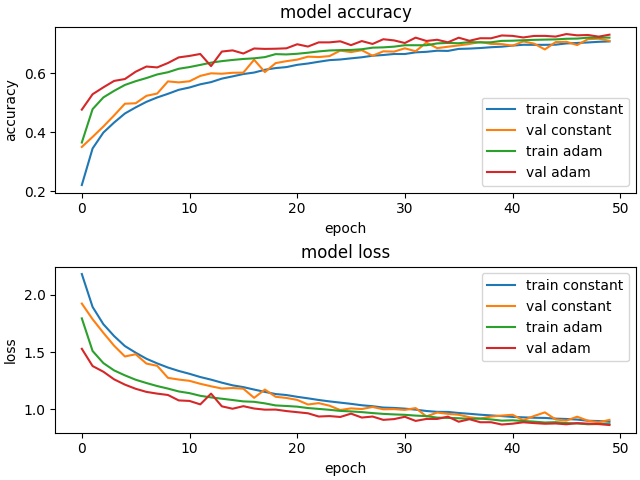 model accuracy
accuracy
0.6
0.4
0.2
train constant
val constant
train adam
val adam
0 10 20 30 40 50
epoch
model loss
loss
2.0
1.5
1.0
train constant
val constant
train adam
val adam
0 10 20 30 40 50
epoch